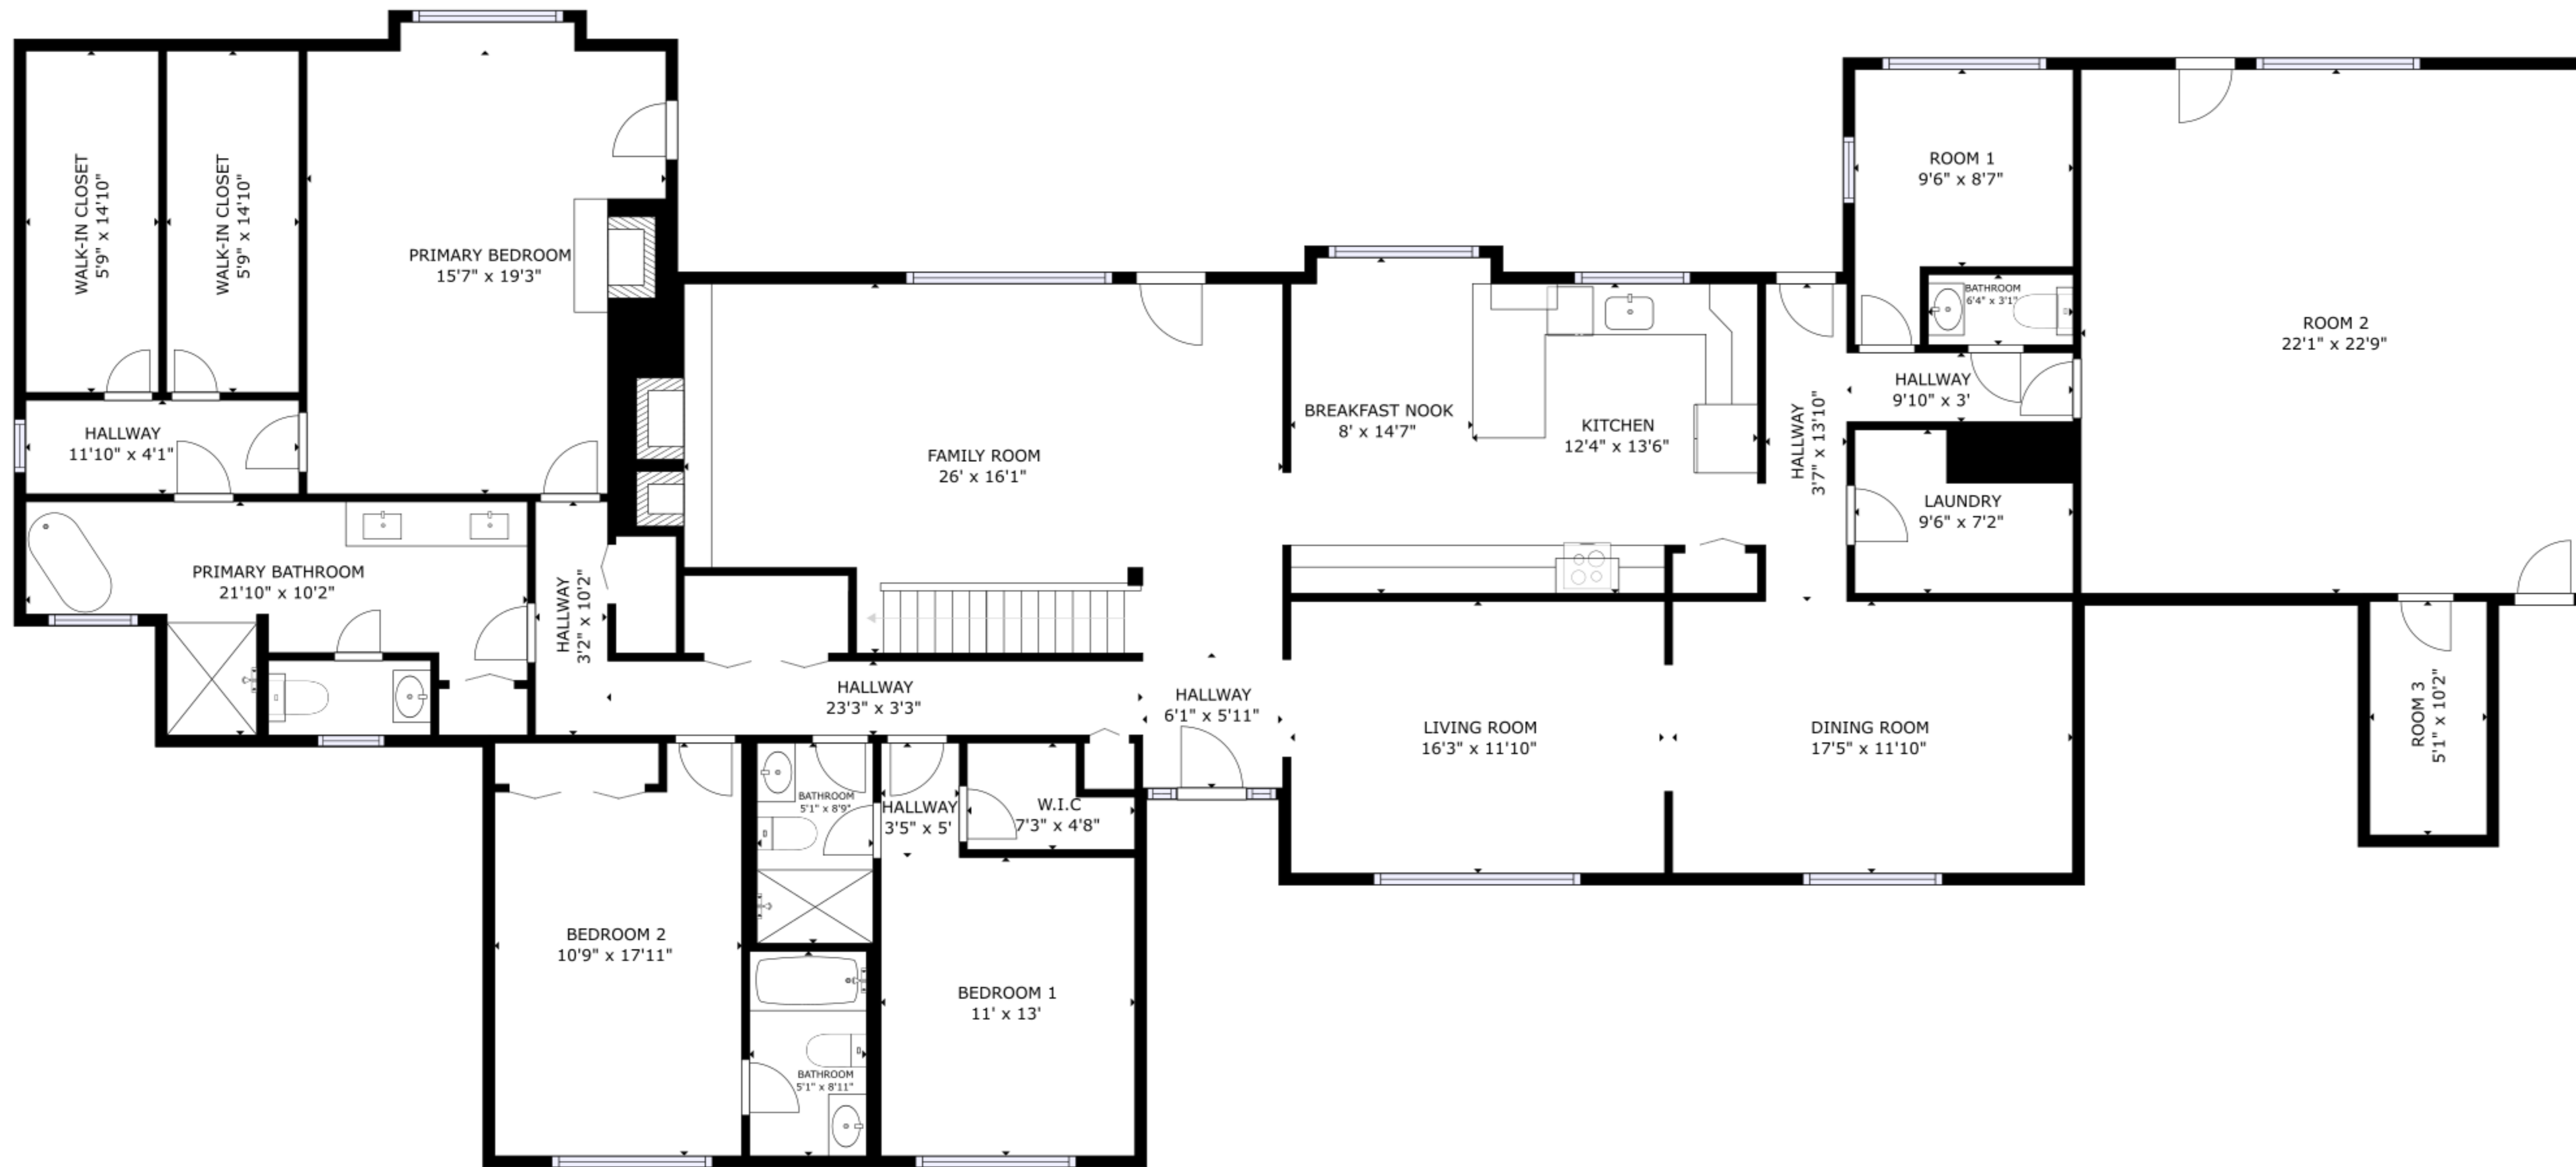 WALK-IN CLOSET
5'9" x 14'10"
WALK-IN CLOSET
5'9" x 14'10"
PRIMARY BEDROOM
15'7" x 19'3"
HALLWAY
11'10" x 4'1"
PRIMARY BATHROOM
21'10" x 10'2"
HALLWAY
3'2" x 10'2"
FAMILY ROOM
26' x 16'1"
BREAKFAST NOOK
8' x 14'7"
KITCHEN
12'4" x 13'6"
HALLWAY
3'7" x 13'10"
ROOM 1
9'6" x 8'7"
BATHROOM
6'4" x 3'1"
HALLWAY
9'10" x 3'
LAUNDRY
9'6" x 7'2"
ROOM 2
22'1" x 22'9"
ROOM 3
5'1" x 10'2"
HALLWAY
23'3" x 3'3"
HALLWAY
6'1" x 5'11"
LIVING ROOM
16'3" x 11'10"
DINING ROOM
17'5" x 11'10"
BATHROOM
5'1" x 8'9"
HALLWAY
3'5" x 5'
W.I.C
7'3" x 4'8"
BEDROOM 2
10'9" x 17'11"
BEDROOM 1
11' x 13'
BATHROOM
5'1" x 8'11"